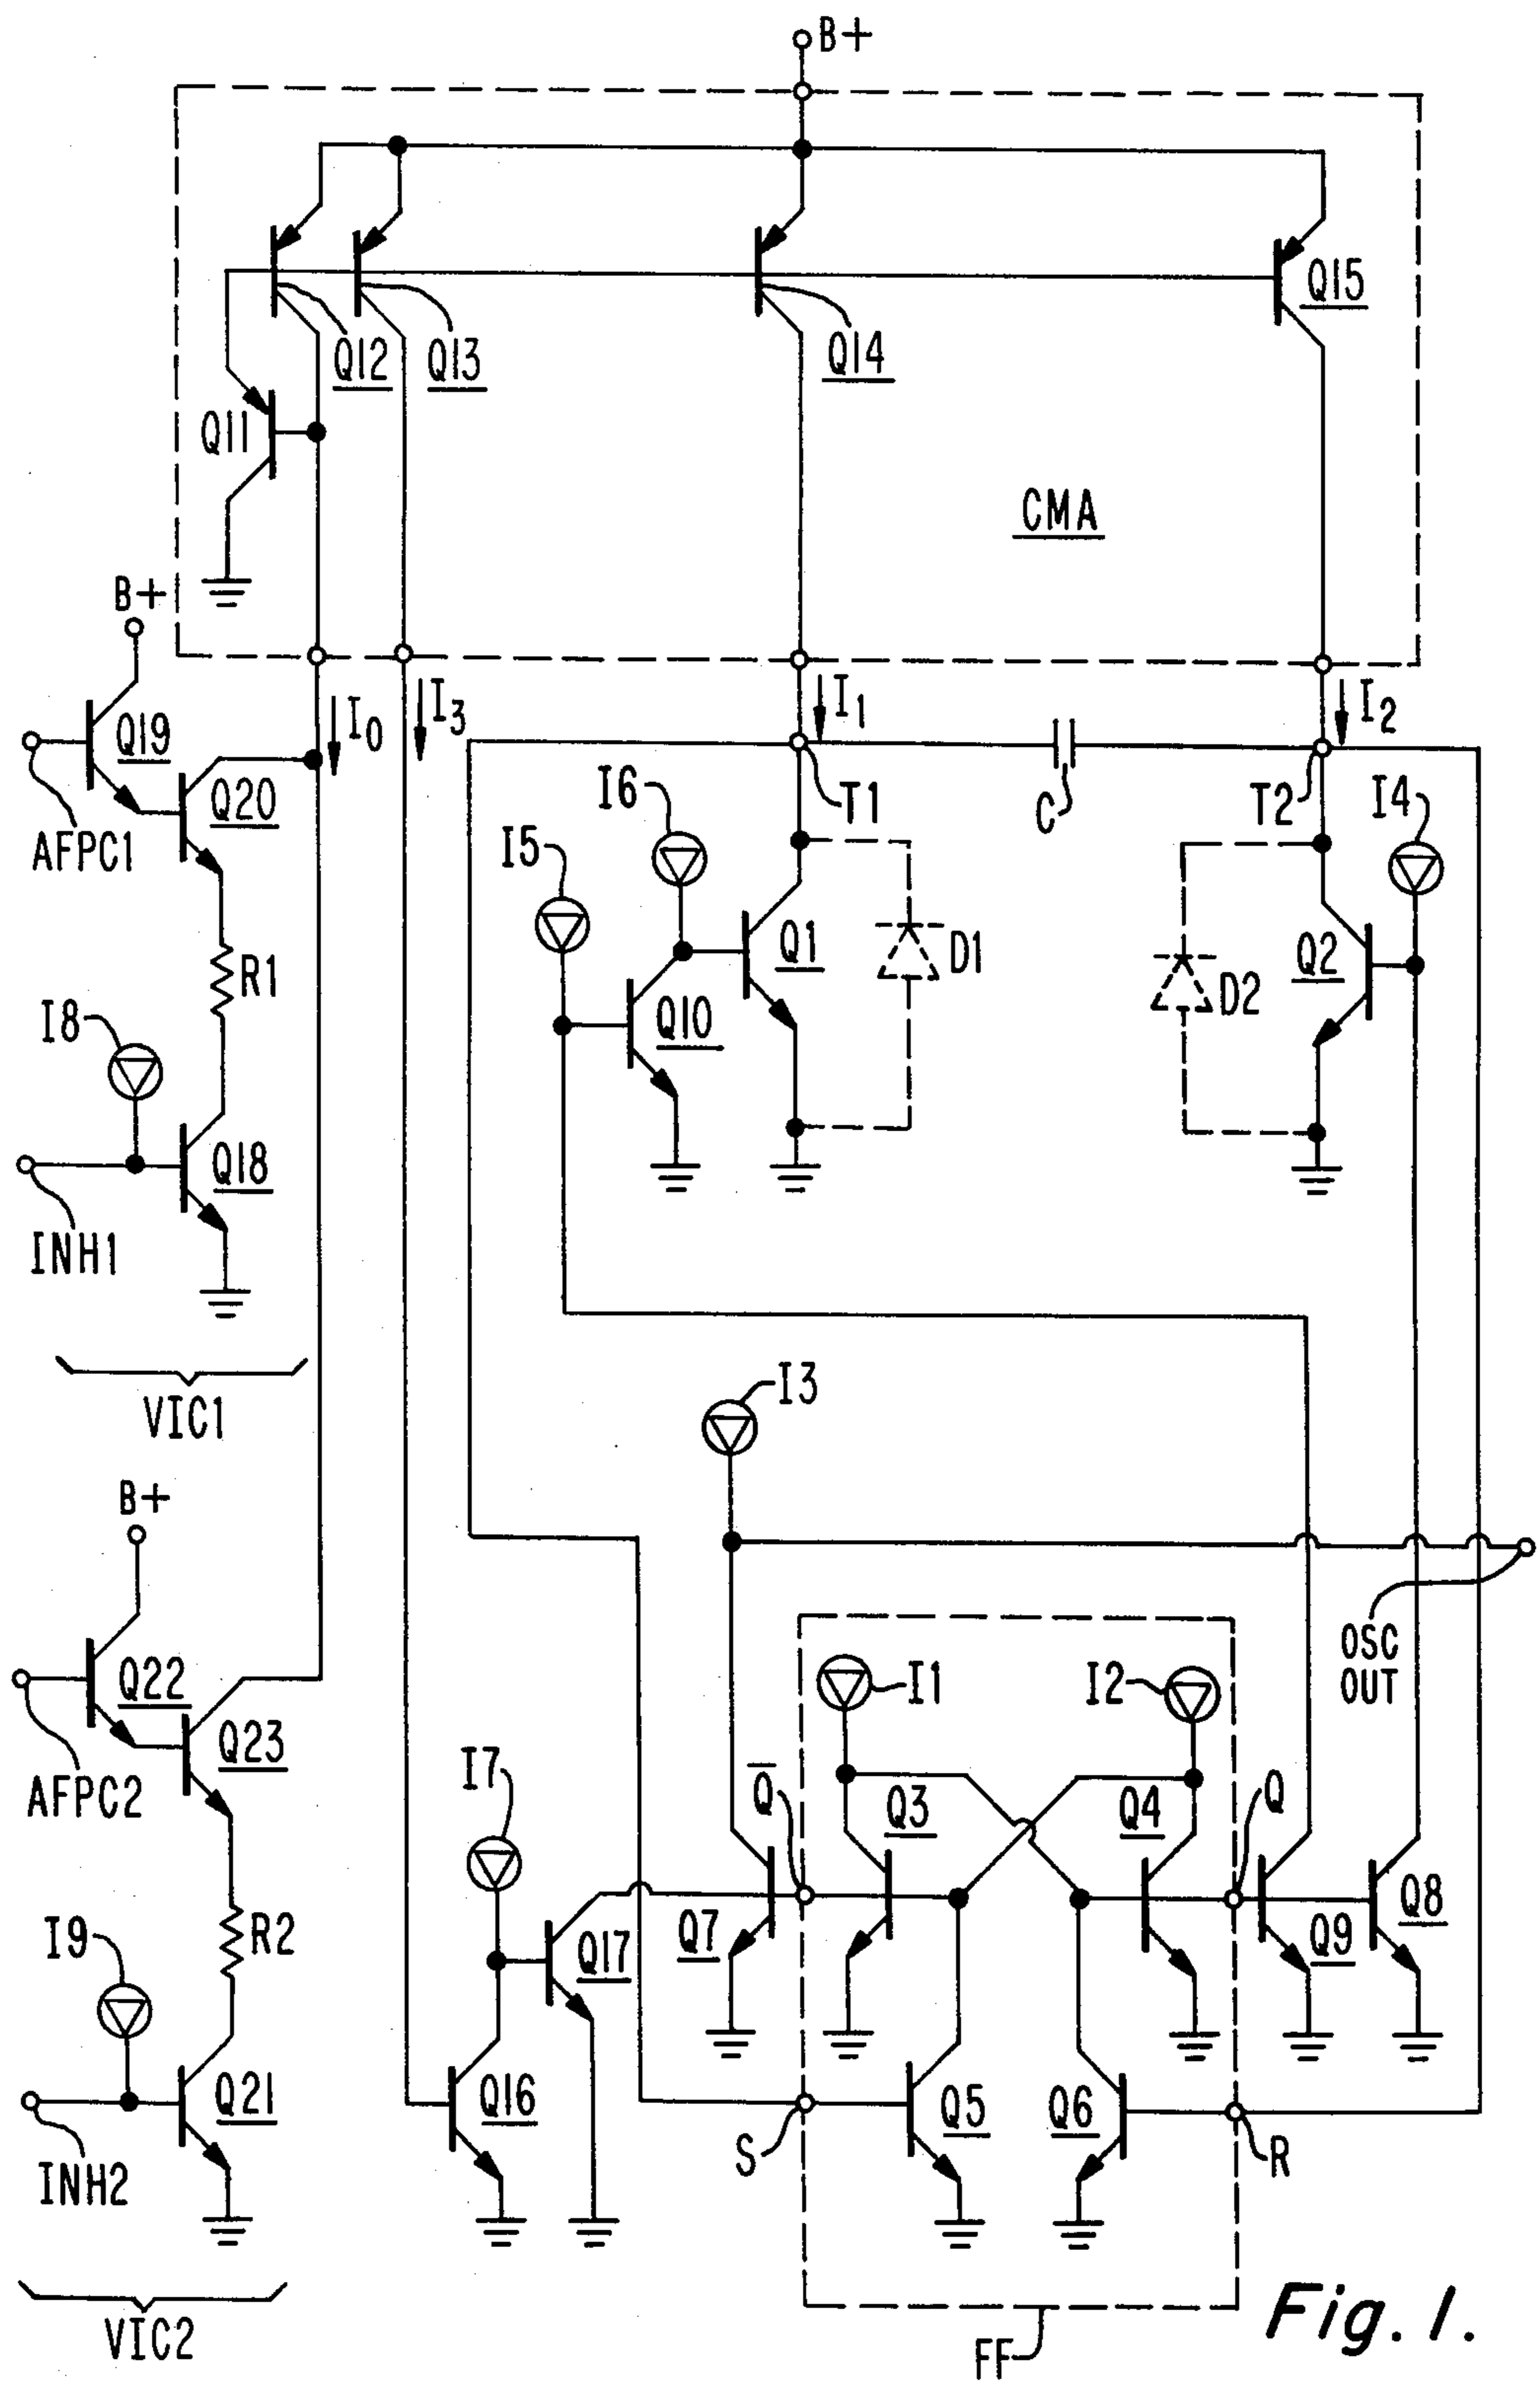 B+
Q15
Q12
Q13
Q14
Q11
CMA
B+
I0
I3
I1
I2
Q19
T1
C
T2
I4
AFPC1
Q20
I6
I5
Q1
D1
Q2
D2
R1
Q10
I8
Q18
INH1
VIC1
I3
B+
OSC
OUT
Q22
I1
I2
Q23
AFPC2
I7
Q̅
Q3
Q4
Q
I9
R2
Q17
Q7
Q9
Q8
Q21
Q16
Q5
Q6
S
R
INH2
VIC2
FF
Fig. 1.